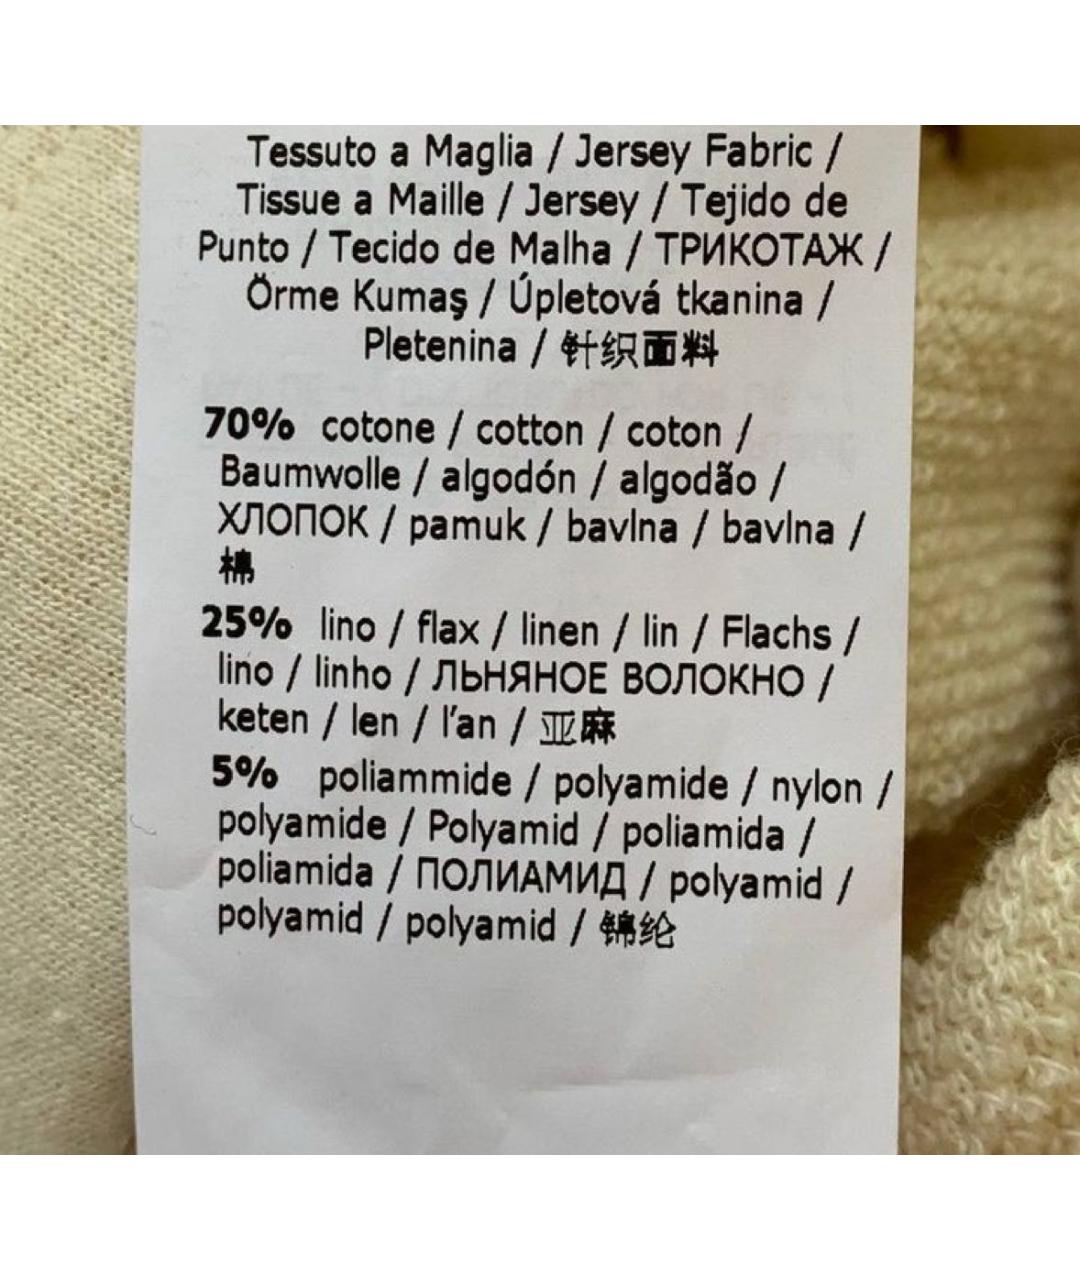 Tessuto a Maglia / Jersey Fabric /
Tissue a Maille / Jersey / Tejido de
Punto / Tecido de Malha / ТРИКОТАЖ /
Örme Kumaş / Úpletová tkanina /
Pletenina / 针织面料
70% cotone / cotton / coton /
Baumwolle / algodón / algodão /
ХЛОПОК / pamuk / bavlna / bavlna /
棉
25% lino / flax / linen / lin / Flachs /
lino / linho / ЛЬНЯНОЕ ВОЛОКНО /
keten / len / l'an / 亚麻
5% poliammide / polyamide / nylon /
polyamide / Polyamid / poliamida /
poliamida / ПОЛИАМИД / polyamid /
polyamid / polyamid / 锦纶